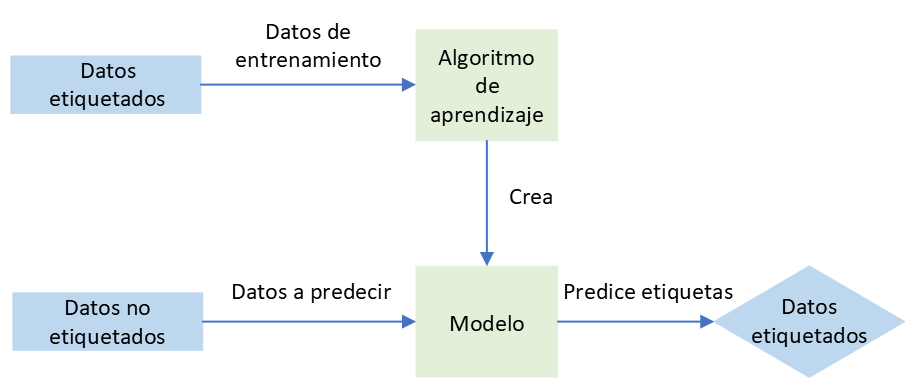 Datos de
entrenamiento
Datos
etiquetados
Algoritmo
de
aprendizaje
Crea
Datos no
etiquetados
Datos a predecir
Modelo
Predice etiquetas
Datos
etiquetados